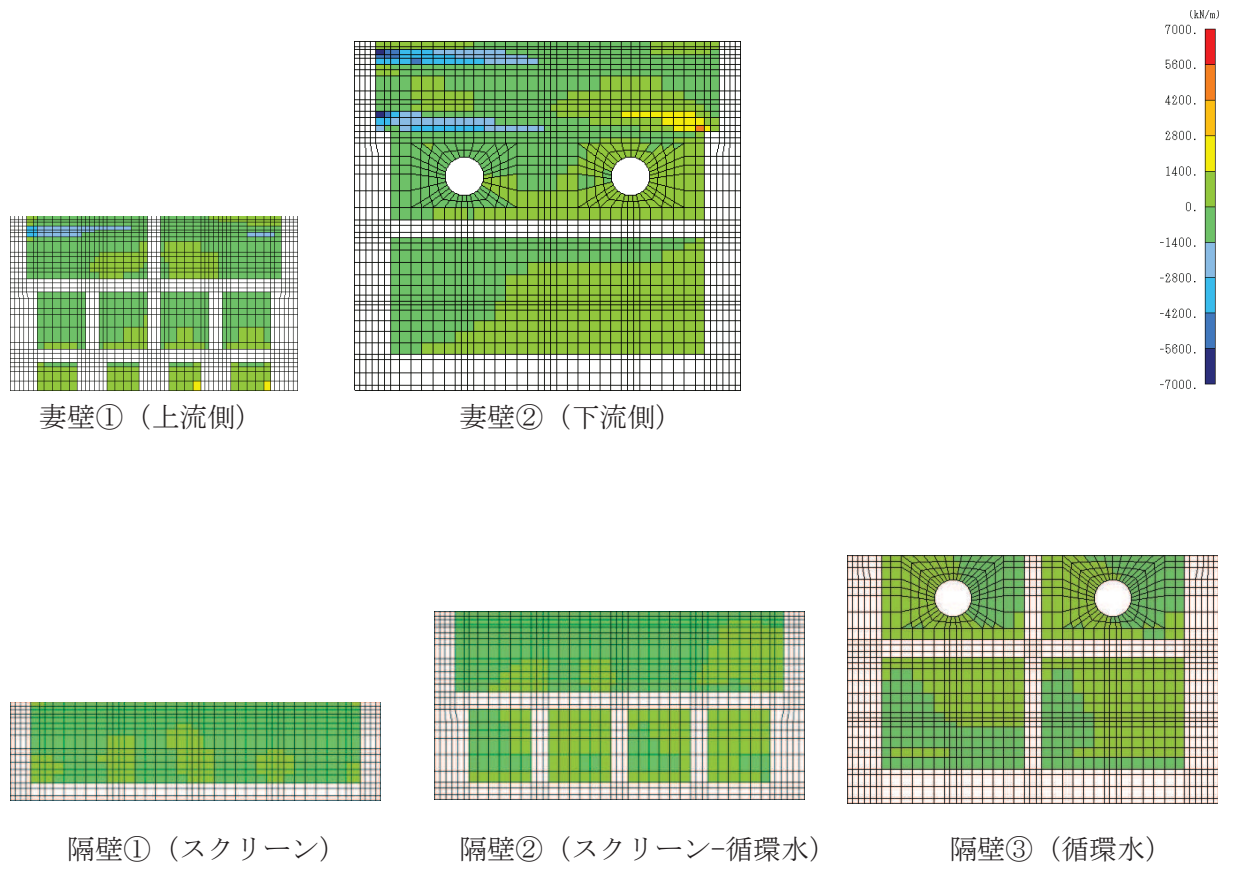 (kN/m)
7000.
5600.
4200.
2800.
1400.
0.
-1400.
-2800.
-4200.
-5600.
-7000.
妻壁①（上流側）
妻壁②（下流側）
隔壁①（スクリーン）
隔壁②（スクリーン-循環水）
隔壁③（循環水）